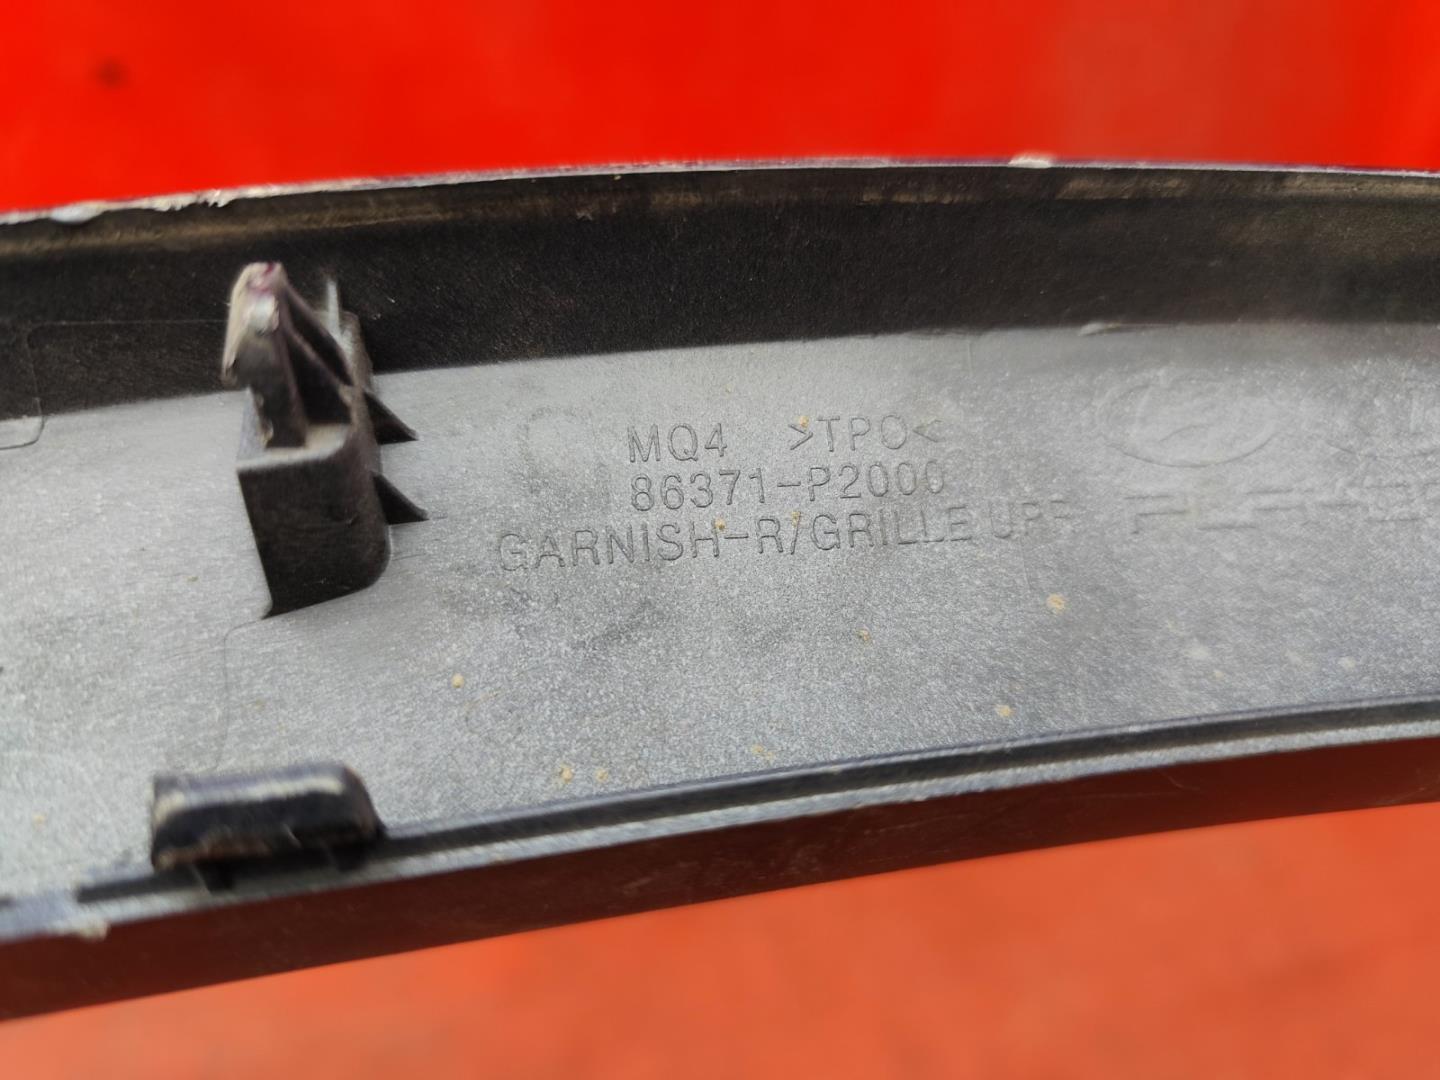 MQ4 >TPO<
86371-P2000
GARNISH-R/GRILLE UPR